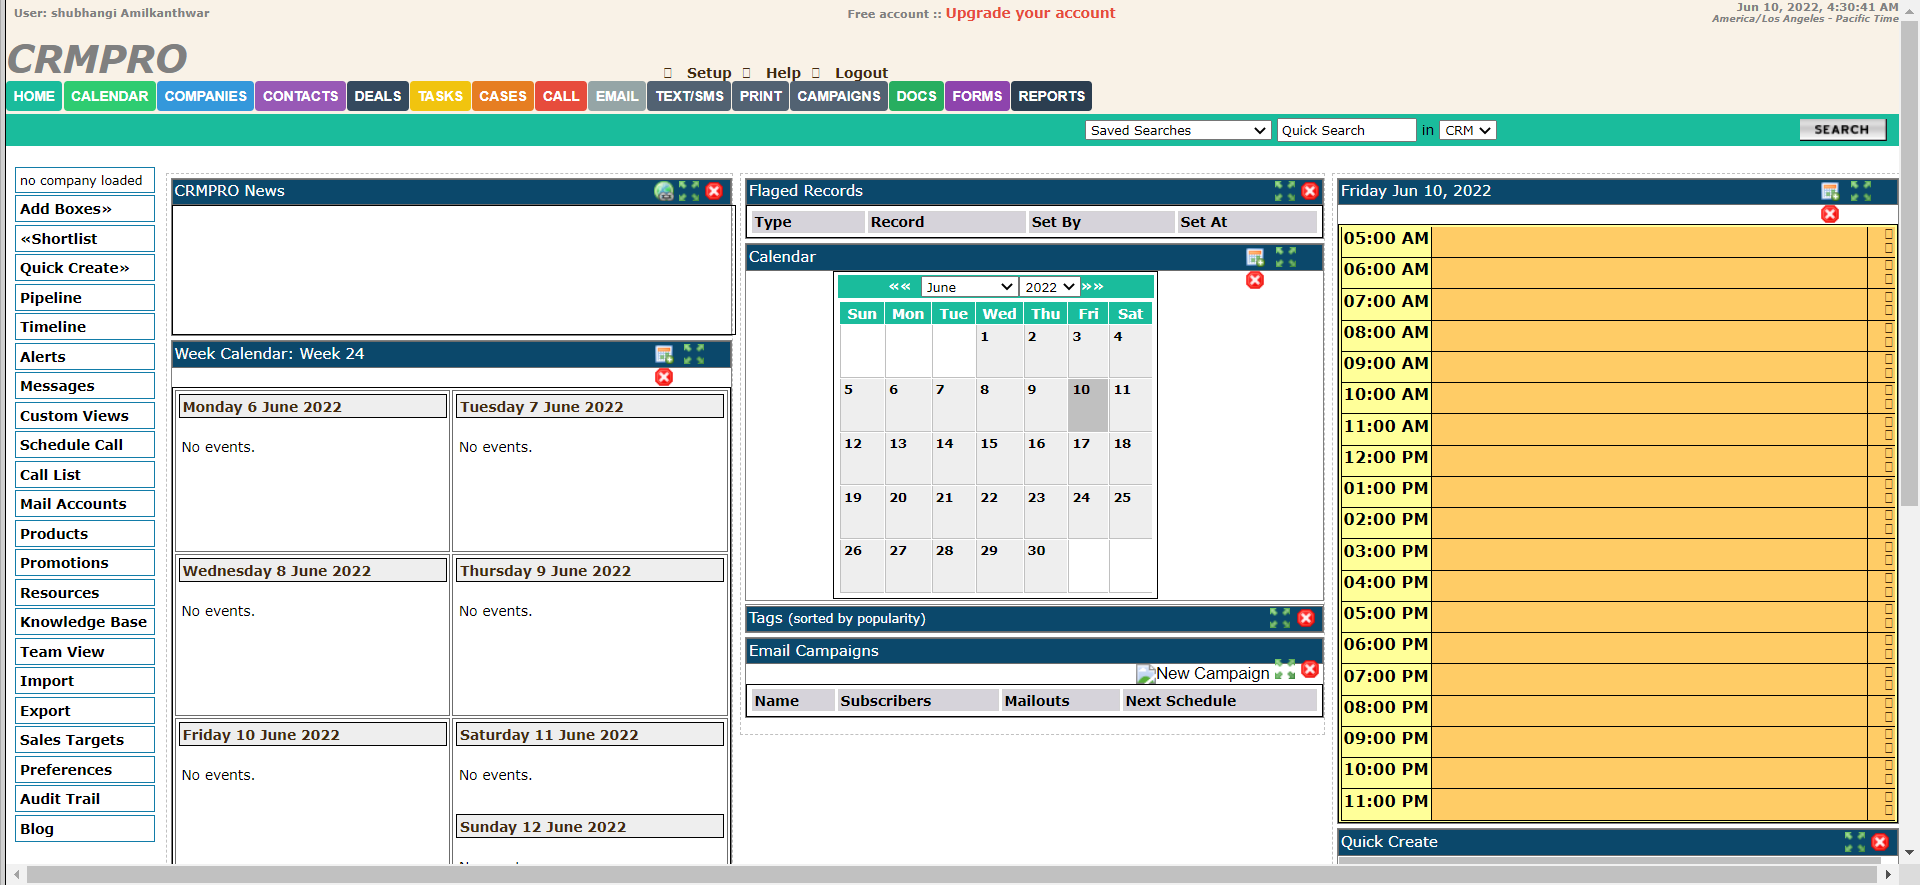 User: shubhangi Amilkanthwar
Free account :: Upgrade your account
Jun 10, 2022, 4:30:41 AM
America/Los Angeles - Pacific Time
CRMPRO
Setup Help Logout
HOME CALENDAR COMPANIES CONTACTS DEALS TASKS CASES CALL EMAIL TEXT/SMS PRINT CAMPAIGNS DOCS FORMS REPORTS
Saved Searches Quick Search in CRM SEARCH
no company loaded
Add Boxes»
«Shortlist
Quick Create»
Pipeline
Timeline
Alerts
Messages
Custom Views
Schedule Call
Call List
Mail Accounts
Products
Promotions
Resources
Knowledge Base
Team View
Import
Export
Sales Targets
Preferences
Audit Trail
Blog
CRMPRO News
Week Calendar: Week 24
Monday 6 June 2022
No events.
Tuesday 7 June 2022
No events.
Wednesday 8 June 2022
No events.
Thursday 9 June 2022
No events.
Friday 10 June 2022
No events.
Saturday 11 June 2022
No events.
Sunday 12 June 2022
Flaged Records
Type Record Set By Set At
Calendar
«« June 2022 »»
Sun Mon Tue Wed Thu Fri Sat
1 2 3 4
5 6 7 8 9 10 11
12 13 14 15 16 17 18
19 20 21 22 23 24 25
26 27 28 29 30
Tags (sorted by popularity)
Email Campaigns
New Campaign
Name Subscribers Mailouts Next Schedule
Friday Jun 10, 2022
05:00 AM
06:00 AM
07:00 AM
08:00 AM
09:00 AM
10:00 AM
11:00 AM
12:00 PM
01:00 PM
02:00 PM
03:00 PM
04:00 PM
05:00 PM
06:00 PM
07:00 PM
08:00 PM
09:00 PM
10:00 PM
11:00 PM
Quick Create